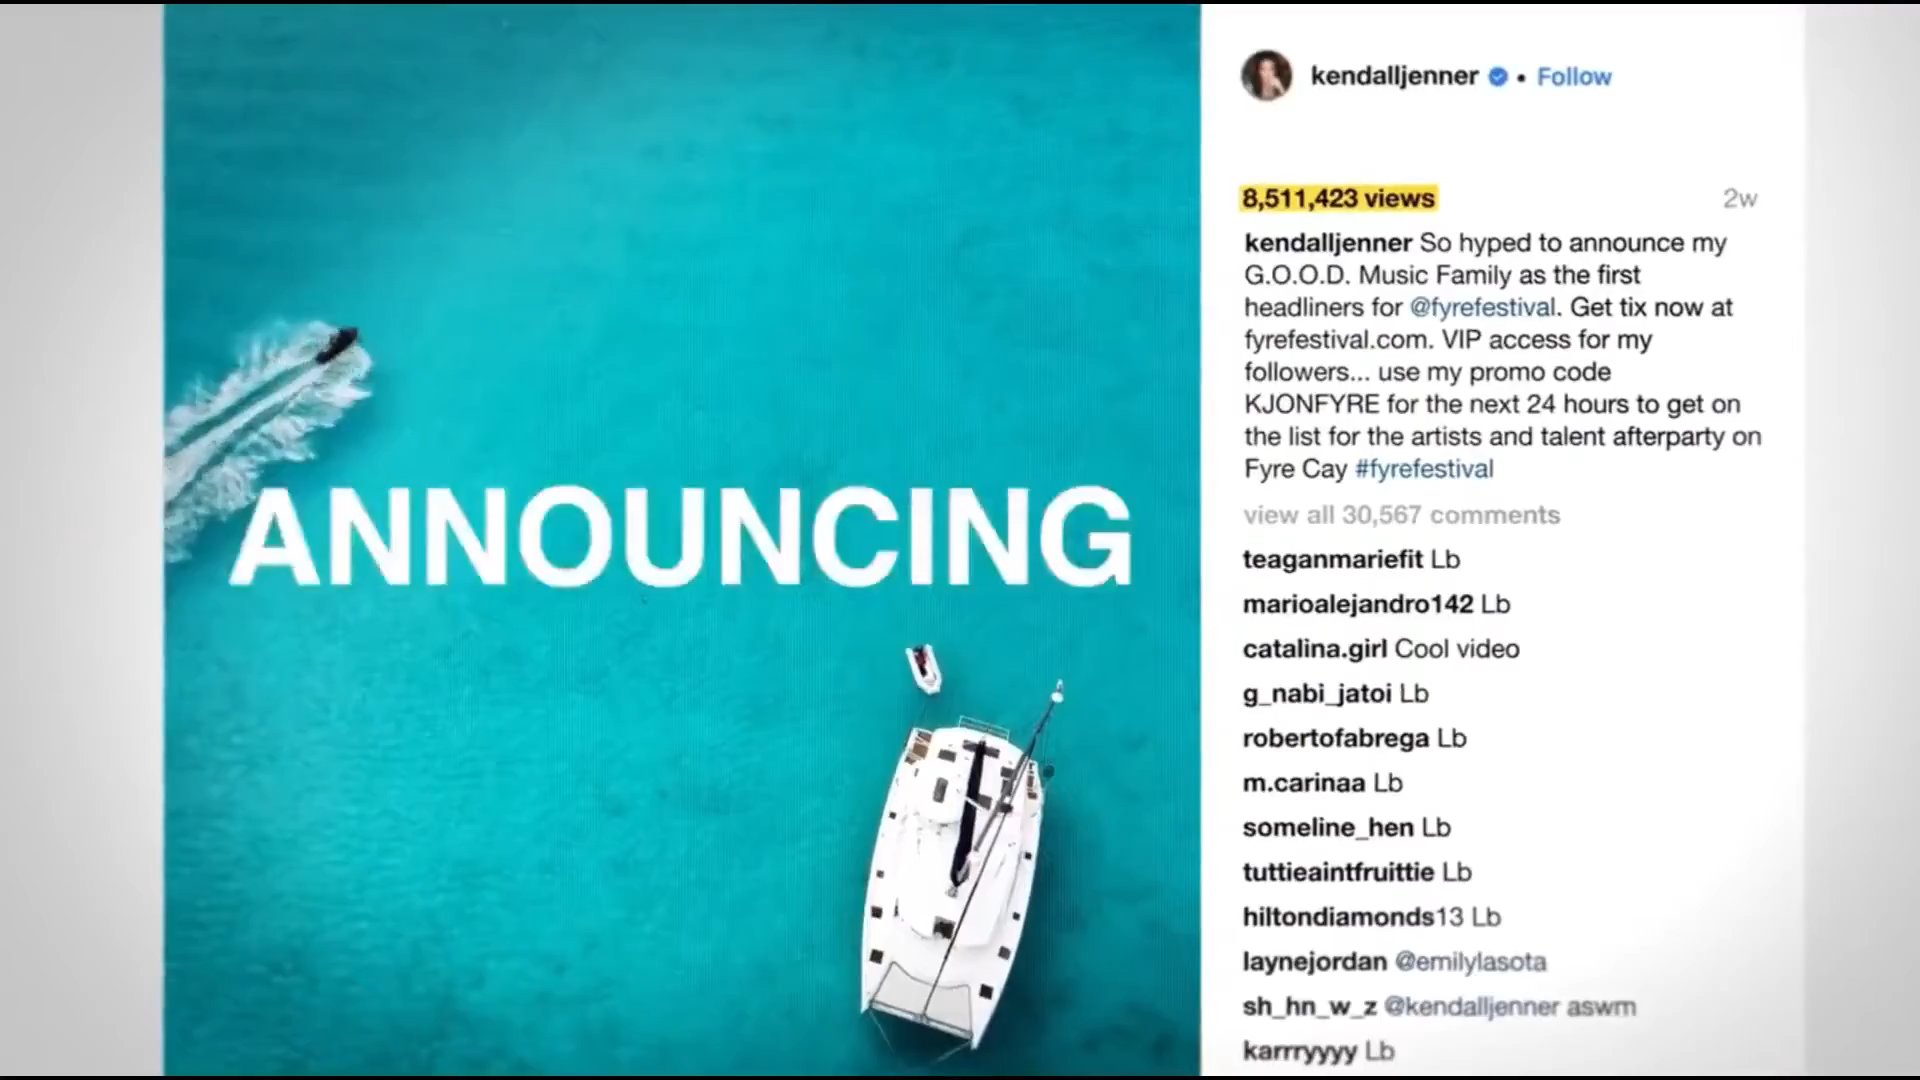 ANNOUNCING
kendalljenner • Follow
8,511,423 views 2w
kendalljenner So hyped to announce my
G.O.O.D. Music Family as the first
headliners for @fyrefestival. Get tix now at
fyrefestival.com. VIP access for my
followers... use my promo code
KJONFYRE for the next 24 hours to get on
the list for the artists and talent afterparty on
Fyre Cay #fyrefestival
view all 30,567 comments
teaganmariefit Lb
marioalejandro142 Lb
catalina.girl Cool video
g_nabi_jatoi Lb
robertofabrega Lb
m.carinaa Lb
someline_hen Lb
tuttieaintfruittie Lb
hiltondiamonds13 Lb
laynejordan @emilylasota
sh_hn_w_z @kendalljenner aswm
karrryyyy Lb